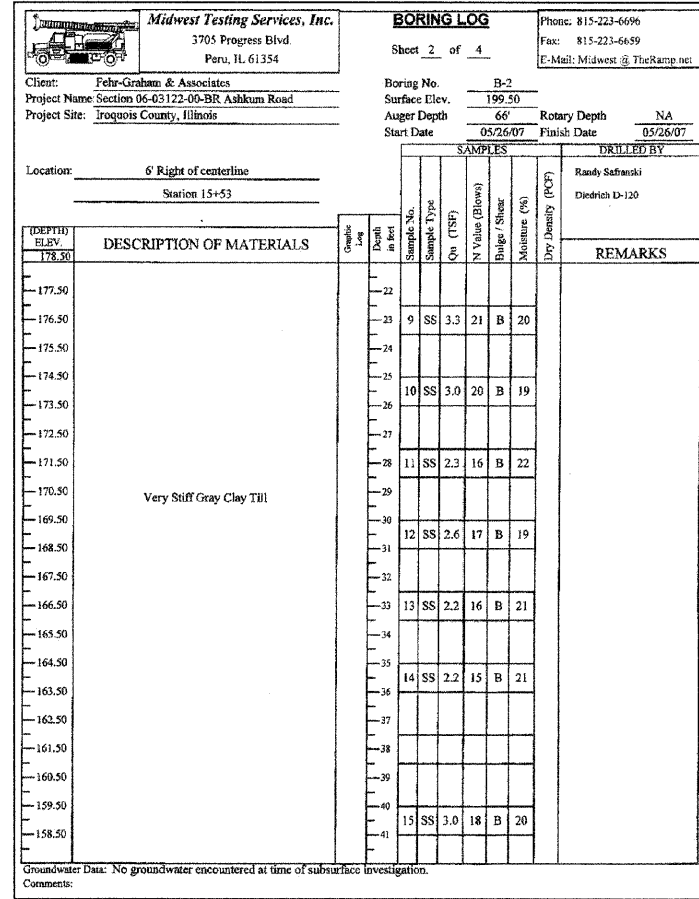 Midwest Testing Services, Inc.
3705 Progress Blvd.
Peru, IL 61354
BORING LOG
Sheet 2 of 4
Phone: 815-223-6696
Fax: 815-223-6659
E-Mail: Midwest @ TheRamp.net
Client: Fehr-Graham & Associates
Project Name: Section 06-03122-00-BR Ashkum Road
Project Site: Iroquois County, Illinois
Boring No. B-2
Surface Elev. 199.50
Auger Depth 66' Rotary Depth NA
Start Date 05/26/07 Finish Date 05/26/07
Location: 6' Right of centerline
Station 15+53
SAMPLES
DRILLED BY
Randy Safranski
Diedrich D-120
(DEPTH) ELEV. DESCRIPTION OF MATERIALS Graphic Log Depth in feet Sample No. Sample Type Qu (TSF) N Value (Blows) Bulge / Shear Moisture (%) Dry Density (PCF) REMARKS
178.50
177.50 22
176.50 23 9 SS 3.3 21 B 20
175.50 24
174.50 25
10 SS 3.0 20 B 19
173.50 26
172.50 27
171.50 28 11 SS 2.3 16 B 22
170.50 29
Very Stiff Gray Clay Till
169.50 30
12 SS 2.6 17 B 19
168.50 31
167.50 32
166.50 33 13 SS 2.2 16 B 21
165.50 34
164.50 35
14 SS 2.2 15 B 21
163.50 36
162.50 37
161.50 38
160.50 39
159.50 40
15 SS 3.0 18 B 20
158.50 41
Groundwater Data: No groundwater encountered at time of subsurface investigation.
Comments: